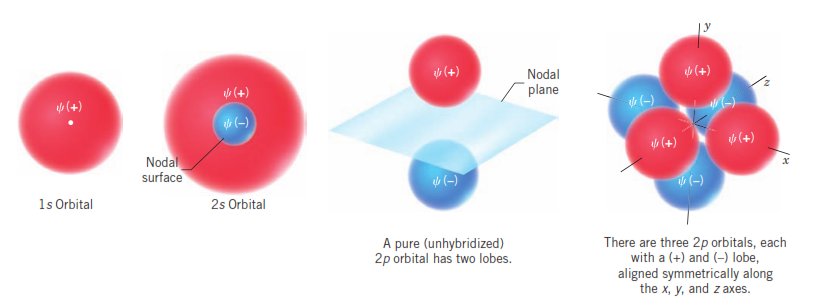 ψ (+)
1s Orbital
ψ (+)
ψ (–)
Nodal
surface
2s Orbital
ψ (+)
Nodal
plane
ψ (–)
A pure (unhybridized)
2p orbital has two lobes.
y
ψ (+)
z
ψ (–)
ψ (–)
ψ (+)
ψ (+)
x
ψ (–)
There are three 2p orbitals, each
with a (+) and (–) lobe,
aligned symmetrically along
the x, y, and z axes.